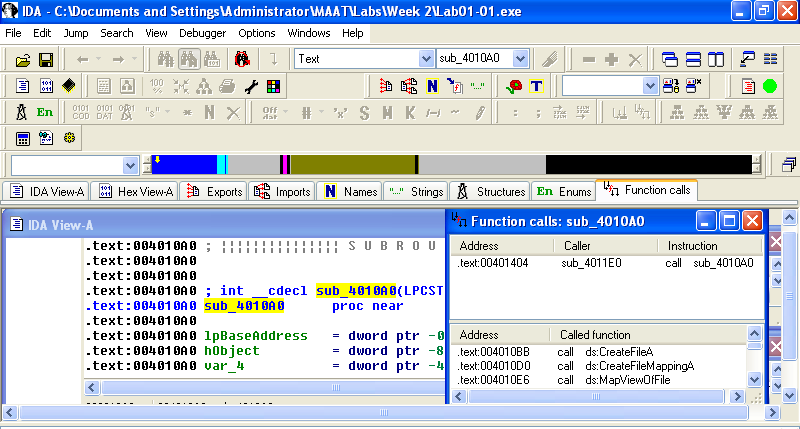 IDA - C:\Documents and Settings\Administrator\MAAT\Labs\Week 2\Lab01-01.exe
File Edit Jump Search View Debugger Options Windows Help
Text sub_4010A0
En
IDA View-A Hex View-A Exports Imports N Names "..." Strings Structures En Enums Function calls
IDA View-A
.text:004010A0 ; ||||||||||||||| S U B R O U
.text:004010A0
.text:004010A0
.text:004010A0 ; int __cdecl sub_4010A0(LPCST
.text:004010A0 sub_4010A0 proc near
.text:004010A0
.text:004010A0 lpBaseAddress = dword ptr -0
.text:004010A0 hObject = dword ptr -8
.text:004010A0 var_4 = dword ptr -4
Function calls: sub_4010A0
Address Caller Instruction
.text:00401404 sub_4011E0 call sub_4010A0
Address Called function
.text:004010BB call ds:CreateFileA
.text:004010D0 call ds:CreateFileMappingA
.text:004010E6 call ds:MapViewOfFile